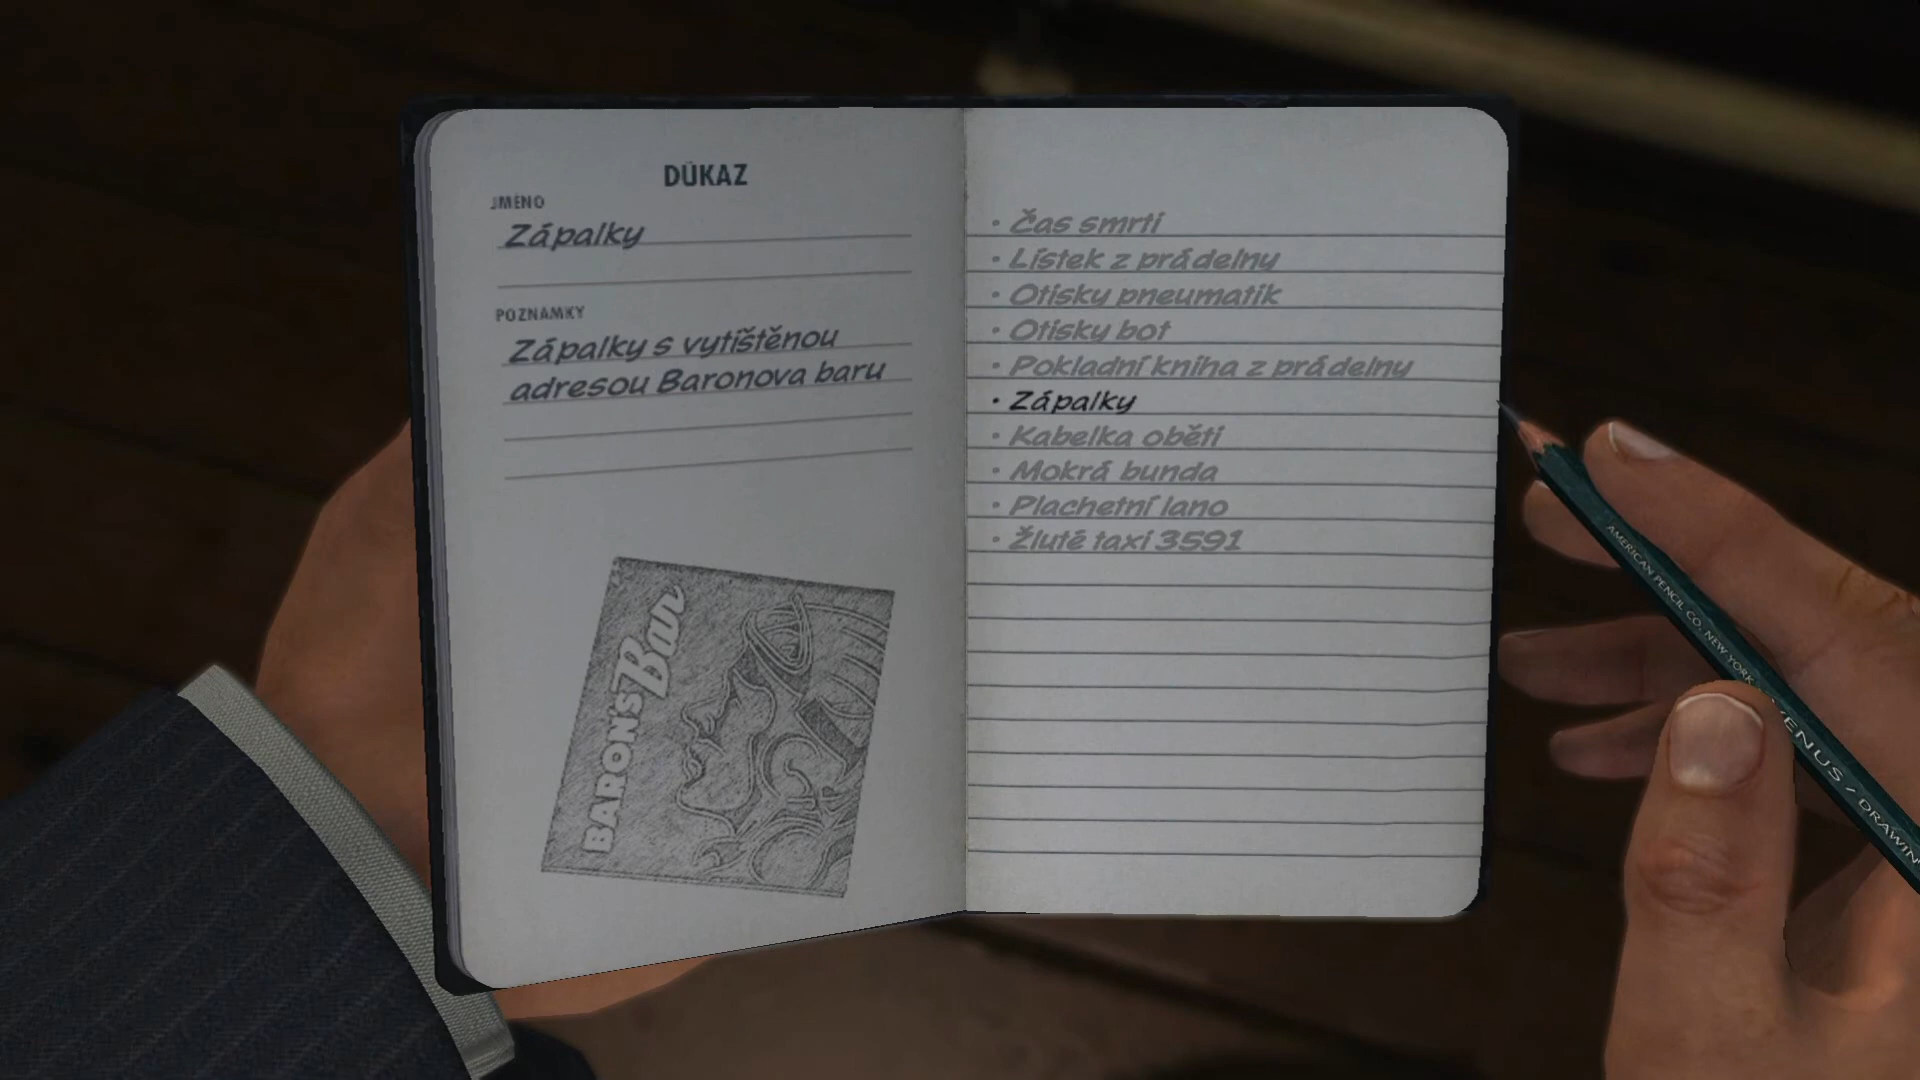 DŮKAZ
JMÉNO
Zápalky
POZNÁMKY
Zápalky s vytištěnou
adresou Baronova baru
BARON'S Bar
• Čas smrti
• Lístek z prádelny
• Otisky pneumatik
• Otisky bot
• Pokladní kniha z prádelny
• Zápalky
• Kabelka oběti
• Mokrá bunda
• Plachetní lano
• Žluté taxi 3591
AMERICAN PENCIL CO. NEW YORK VENUS / DRAWIN